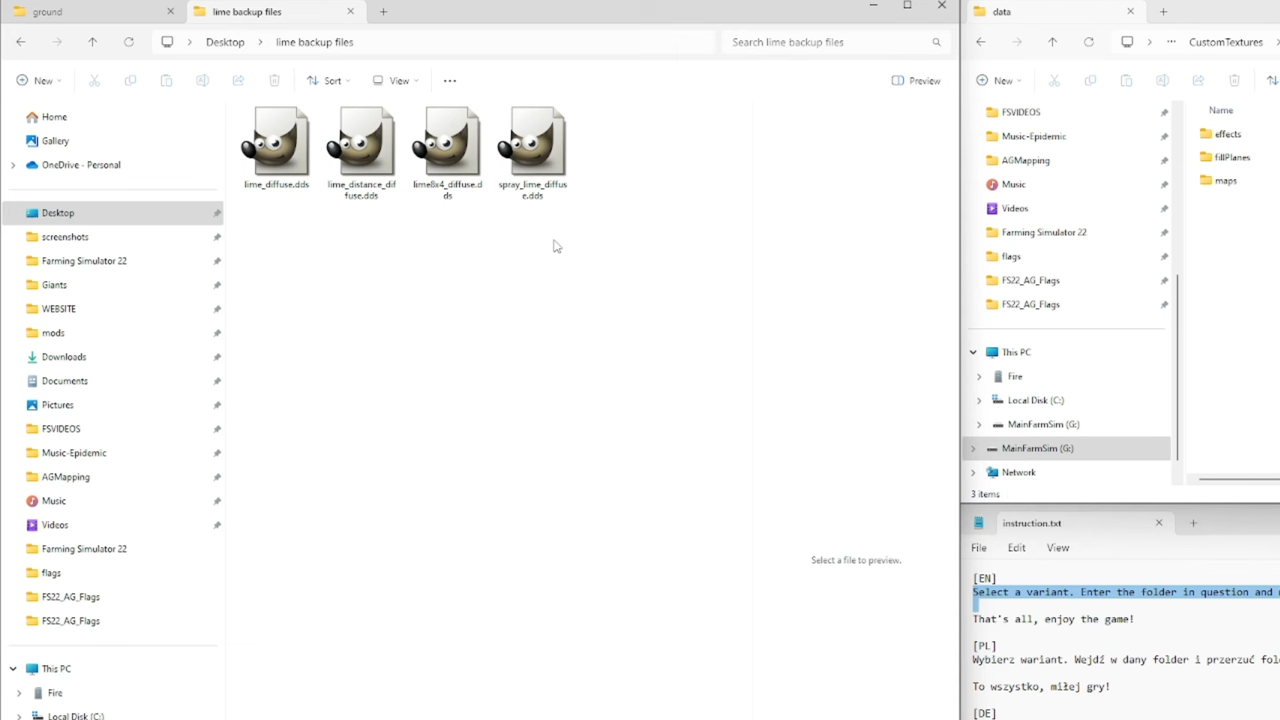 ground
lime backup files
Desktop
lime backup files
Search lime backup files
New
Sort
View
Preview
Home
Gallery
OneDrive - Personal
Desktop
screenshots
Farming Simulator 22
Giants
WEBSITE
mods
Downloads
Documents
Pictures
FSVIDEOS
Music-Epidemic
AGMapping
Music
Videos
Farming Simulator 22
flags
FS22_AG_Flags
FS22_AG_Flags
This PC
Fire
Local Disk (C:)
lime_diffuse.dds
lime_distance_dif
fuse.dds
lime8x4_diffuse.d
ds
spray_lime_diffus
e.dds
Select a file to preview.
data
CustomTextures
New
FSVIDEOS
Music-Epidemic
AGMapping
Music
Videos
Farming Simulator 22
flags
FS22_AG_Flags
FS22_AG_Flags
This PC
Fire
Local Disk (C:)
MainFarmSim (G:)
MainFarmSim (G:)
Network
3 items
Name
effects
fillPlanes
maps
instruction.txt
File
Edit
View
[EN]
Select a variant. Enter the folder in question and
That's all, enjoy the game!
[PL]
Wybierz wariant. Wejdź w dany folder i przerzuć
To wszystko, miłej gry!
[DE]